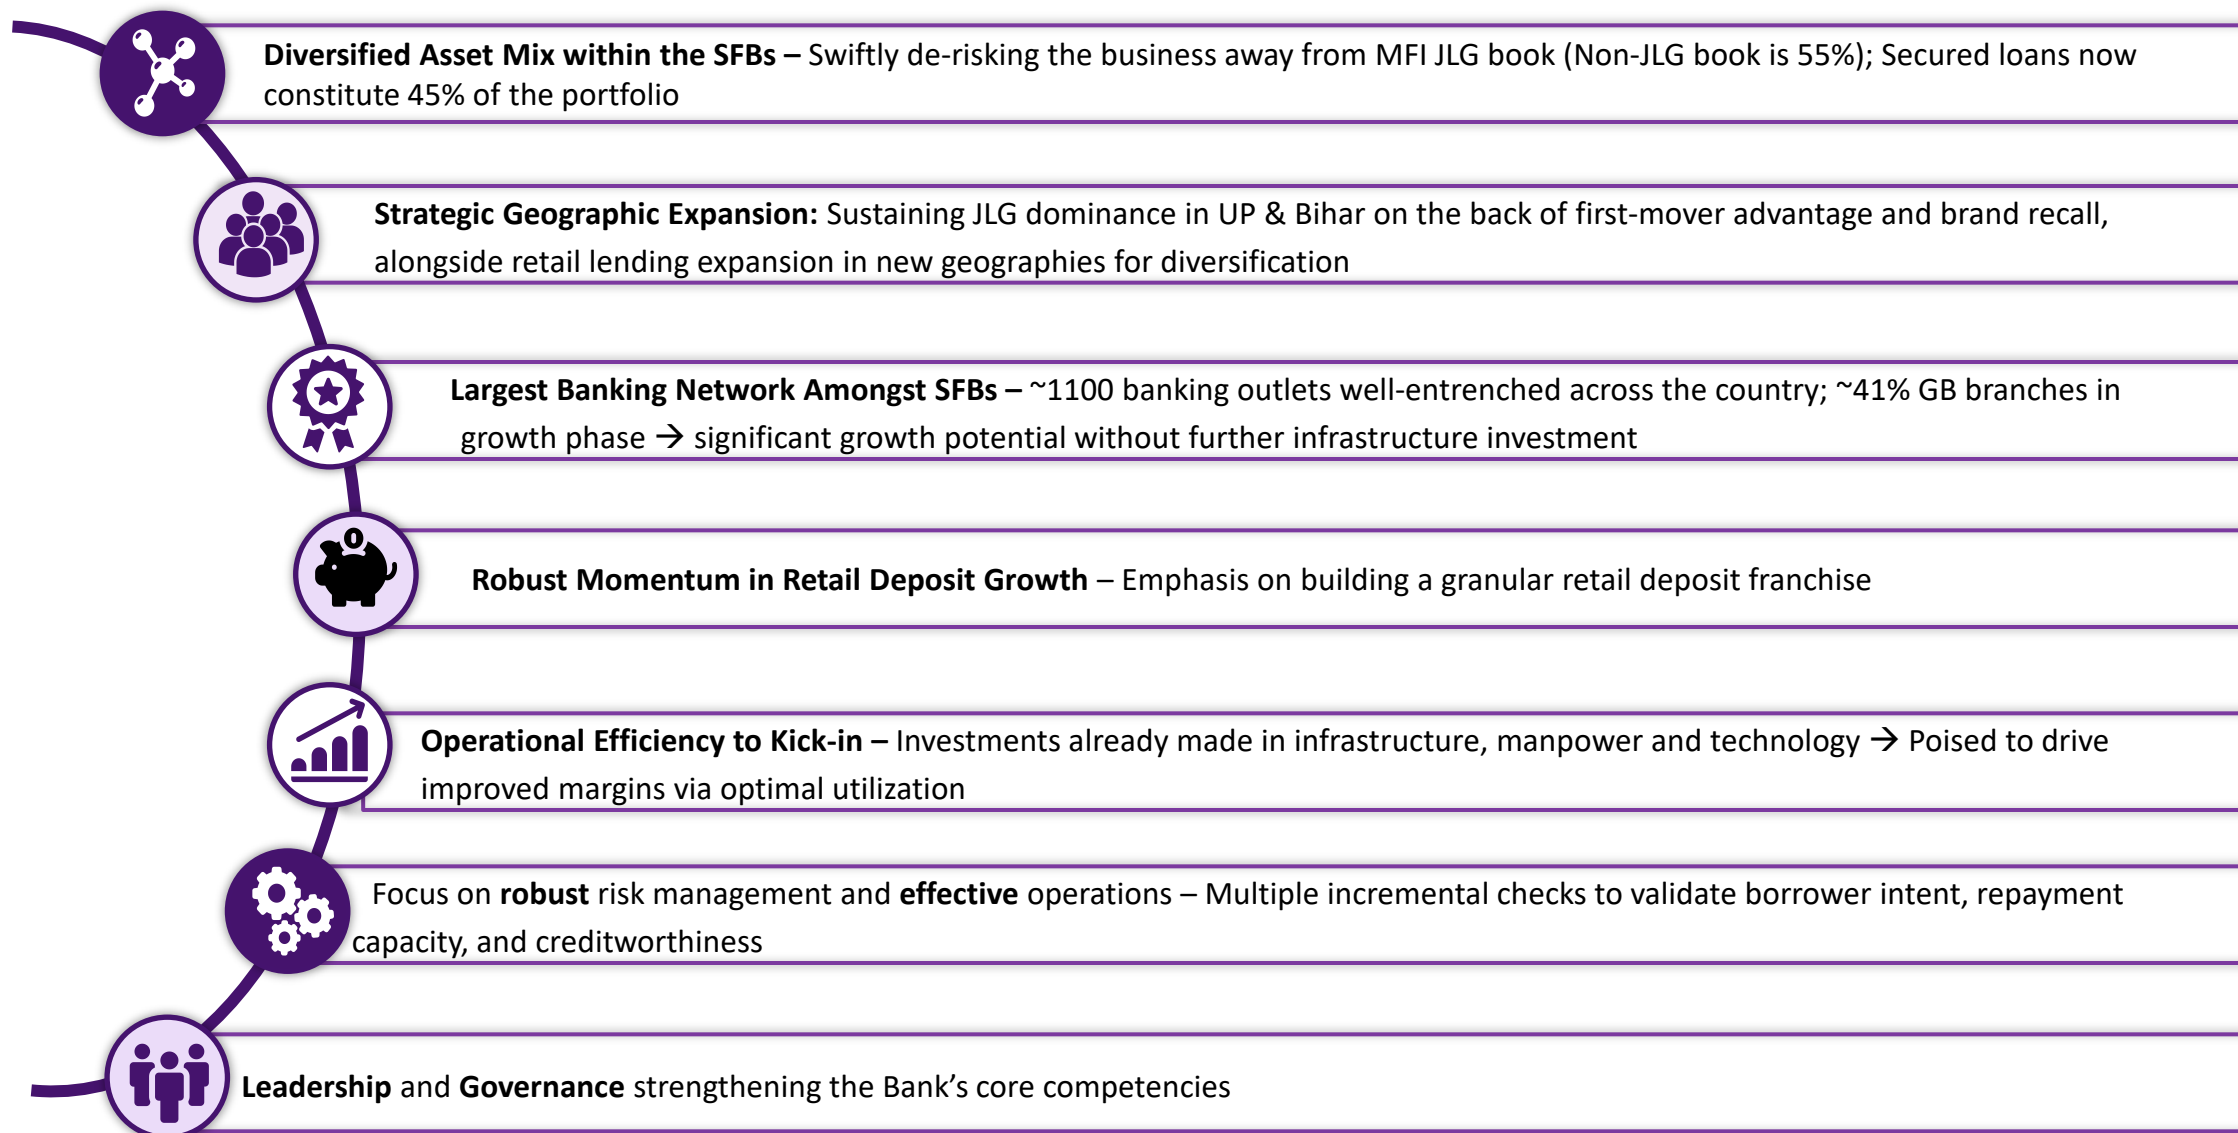 Diversified Asset Mix within the SFBs – Swiftly de-risking the business away from MFI JLG book (Non-JLG book is 55%); Secured loans now
constitute 45% of the portfolio
Strategic Geographic Expansion: Sustaining JLG dominance in UP & Bihar on the back of first-mover advantage and brand recall,
alongside retail lending expansion in new geographies for diversification
Largest Banking Network Amongst SFBs – ~1100 banking outlets well-entrenched across the country; ~41% GB branches in
growth phase → significant growth potential without further infrastructure investment
Robust Momentum in Retail Deposit Growth – Emphasis on building a granular retail deposit franchise
Operational Efficiency to Kick-in – Investments already made in infrastructure, manpower and technology → Poised to drive
improved margins via optimal utilization
Focus on robust risk management and effective operations – Multiple incremental checks to validate borrower intent, repayment
capacity, and creditworthiness
Leadership and Governance strengthening the Bank’s core competencies